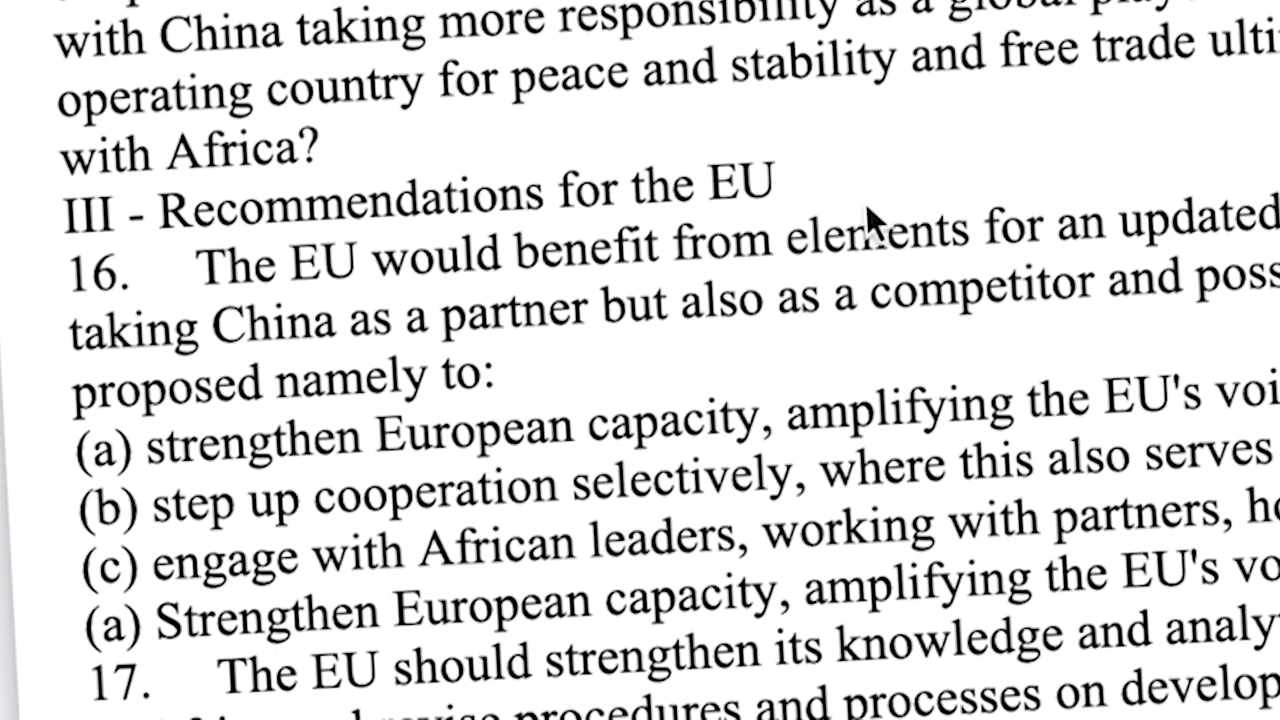 with China taking more responsibility as a global
operating country for peace and stability and free trade
with Africa?
III - Recommendations for the EU
16. The EU would benefit from elements for an updated
taking China as a partner but also as a competitor and
proposed namely to:
(a) strengthen European capacity, amplifying the EU's
(b) step up cooperation selectively, where this also serves
(c) engage with African leaders, working with partners,
(a) Strengthen European capacity, amplifying the EU's
17. The EU should strengthen its knowledge and
procedures and processes on